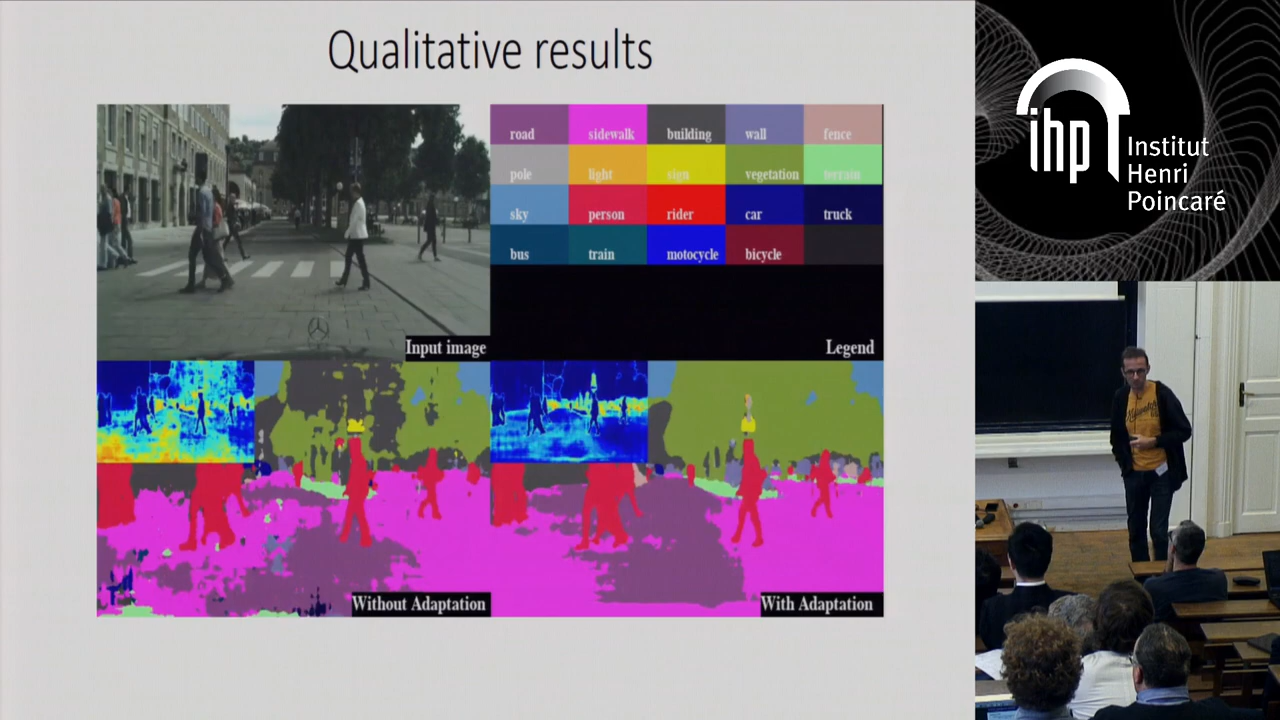 Qualitative results
road sidewalk building wall fence
pole light sign vegetation terrain
sky person rider car truck
bus train motocycle bicycle
Input image
Legend
Without Adaptation
With Adaptation
ihp
Institut
Henri
Poincaré